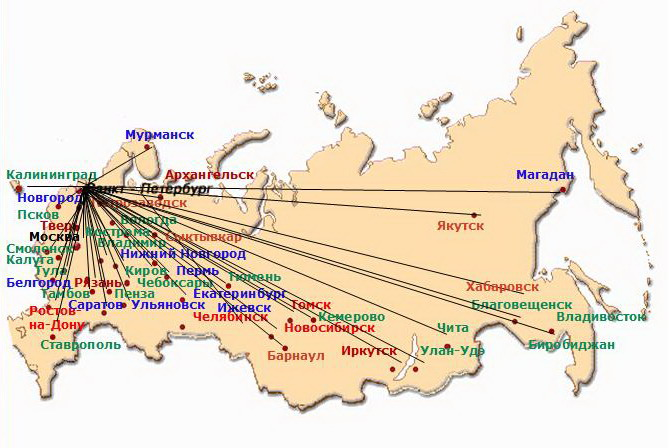 Мурманск
Калининград
Архангельск
Магадан
Санкт - Петербург
Новгород
Петрозаводск
Псков
Вологда
Якутск
Тверь
Кострома
Москва
Сыктывкар
Владимир
Смоленск
Нижний Новгород
Калуга
Тула
Киров
Пермь
Тюмень
Белгород
Рязань
Чебоксары
Хабаровск
Тамбов
Пенза
Екатеринбург
Саратов
Ульяновск
Ижевск
Томск
Благовещенск
Ростов-
на-Дону
Челябинск
Кемерово
Владивосток
Новосибирск
Чита
Ставрополь
Барнаул
Иркутск
Улан-Удэ
Биробиджан